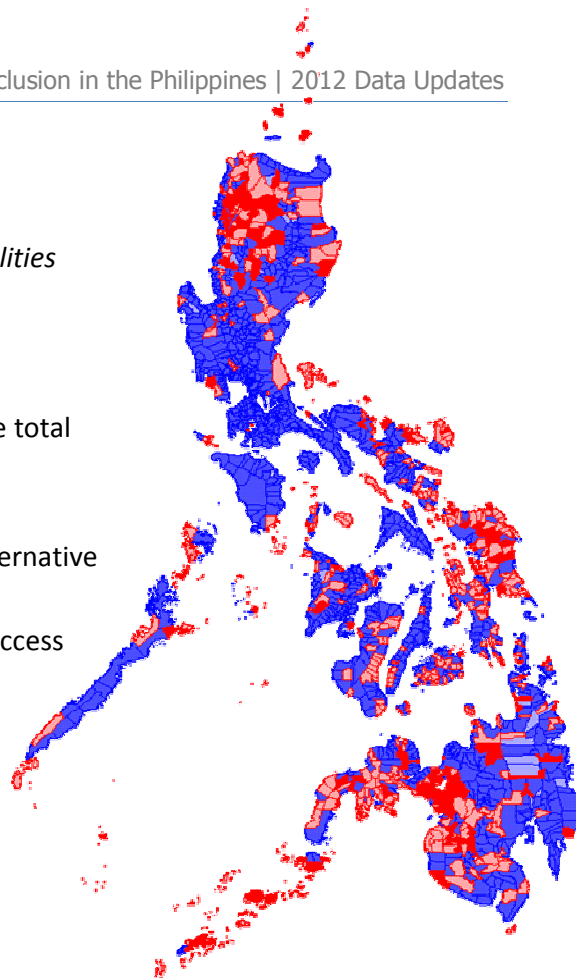 clusion in the Philippines | 2012 Data Updates
lities
e total
ernative
ccess